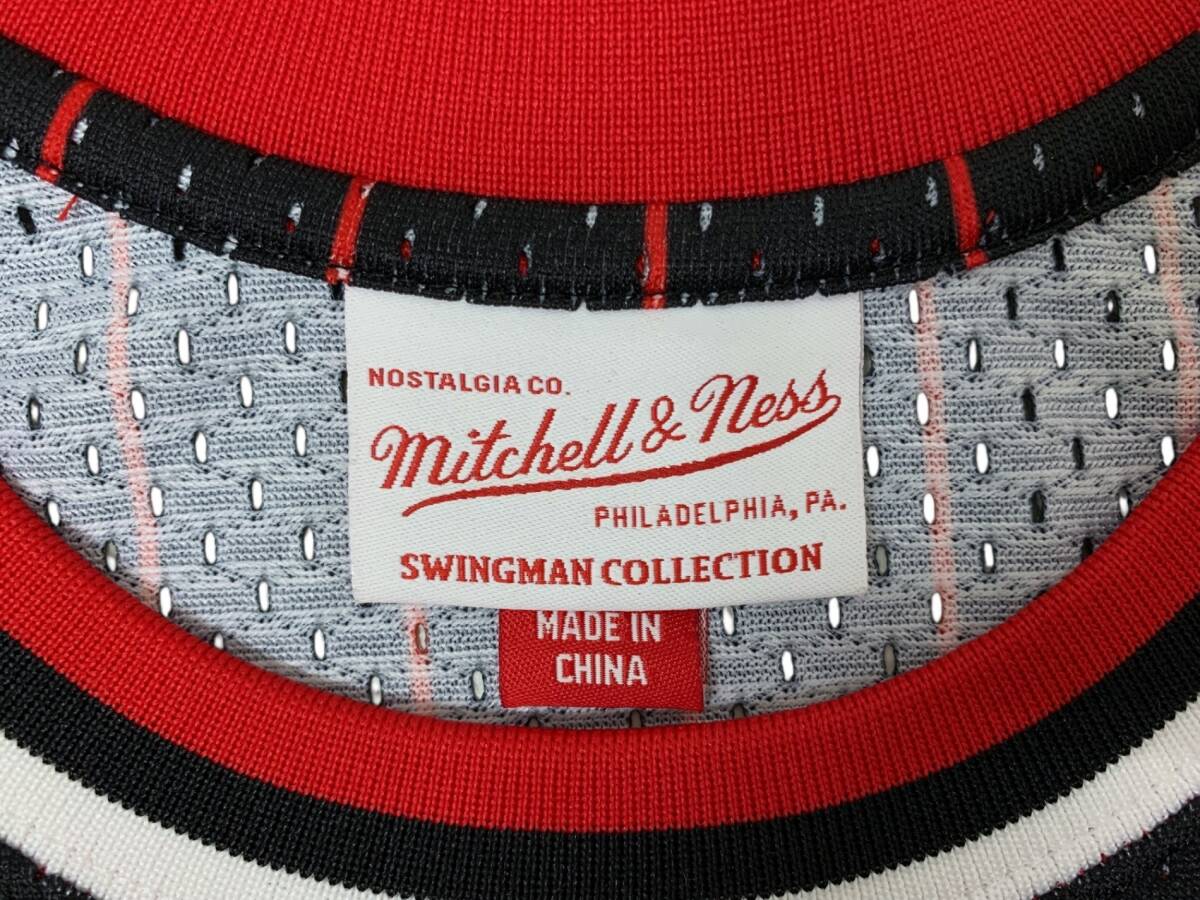 NOSTALGIA CO.
Mitchell & Ness
PHILADELPHIA, PA.
SWINGMAN COLLECTION
MADE IN
CHINA